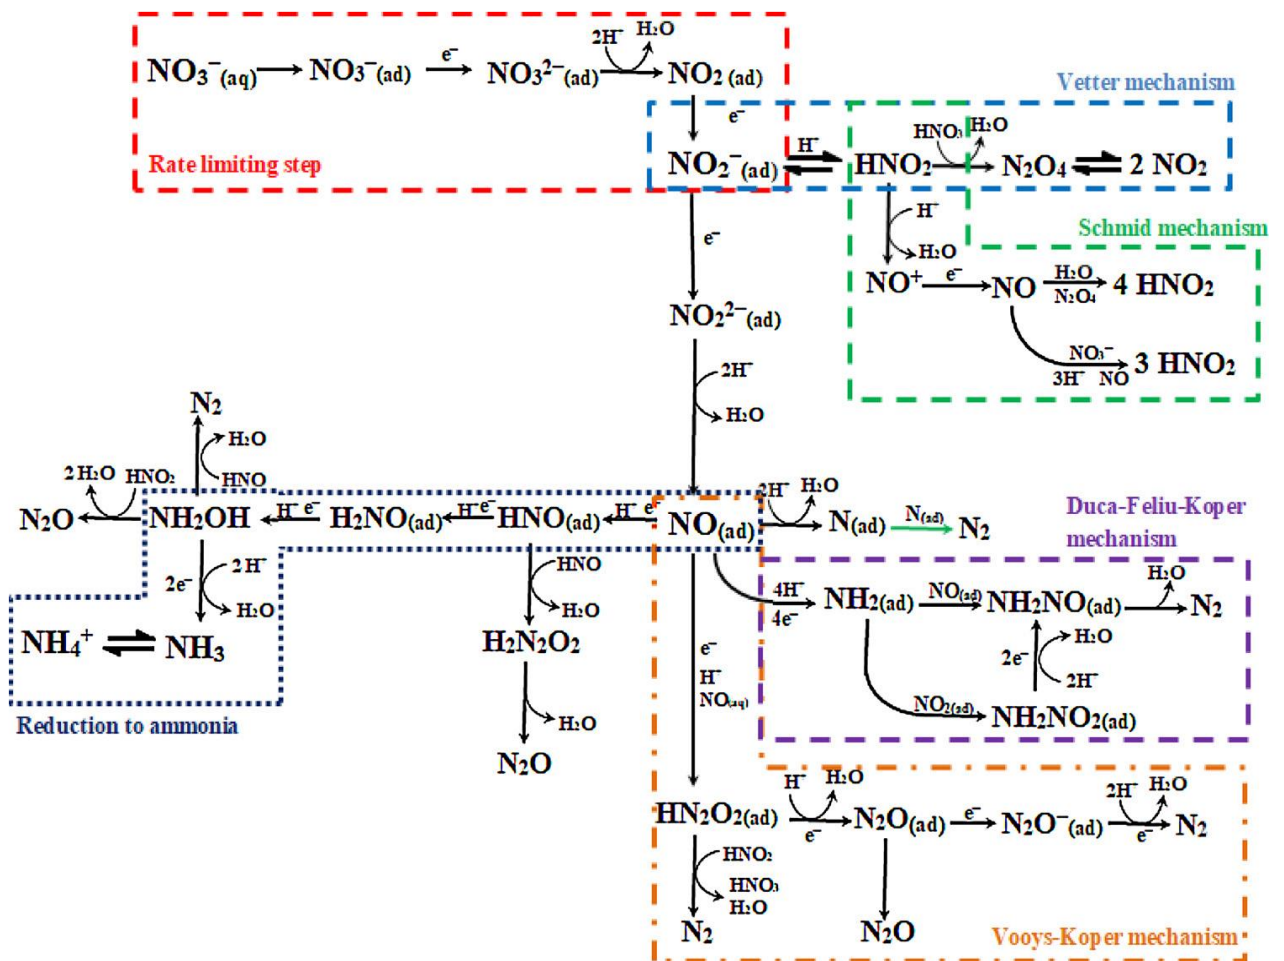 2H⁺ H₂O
NO₃⁻(aq) NO₃⁻(ad) e⁻ NO₃²⁻(ad) NO₂ (ad)
Vetter mechanism
e⁻
HNO₃ H₂O
Rate limiting step
NO₂⁻(ad) H⁺ HNO₂ N₂O₄ 2 NO₂
H⁺
Schmid mechanism
e⁻
H₂O
NO⁺ e⁻ NO H₂O 4 HNO₂
N₂O₄
NO₂²⁻(ad)
NO₃⁻
3H⁺ NO 3 HNO₂
2H⁺
N₂
H₂O
H₂O
2 H₂O HNO₂ HNO
2H⁺ H₂O
N₂O NH₂OH H⁺ e⁻ H₂NO(ad) H⁺e⁻ HNO(ad) H⁺ e⁻ NO(ad) N(ad) N(ad) N₂
Duca-Feliu-Koper
mechanism
2e⁻ 2 H⁺ HNO
H₂O H₂O
4H⁺ NH₂(ad) NO(ad) NH₂NO(ad) H₂O N₂
4e⁻
NH₄⁺ NH₃ H₂N₂O₂
e⁻
H⁺
NO(aq)
H₂O
2e⁻
2H⁺
NO₂(ad) NH₂NO₂(ad)
Reduction to ammonia
H₂O
N₂O
H⁺ H₂O 2H⁺ H₂O
HN₂O₂(ad) e⁻ N₂O(ad) e⁻ N₂O⁻(ad) e⁻ N₂
HNO₂
HNO₃
H₂O
N₂ N₂O Vooys-Koper mechanism